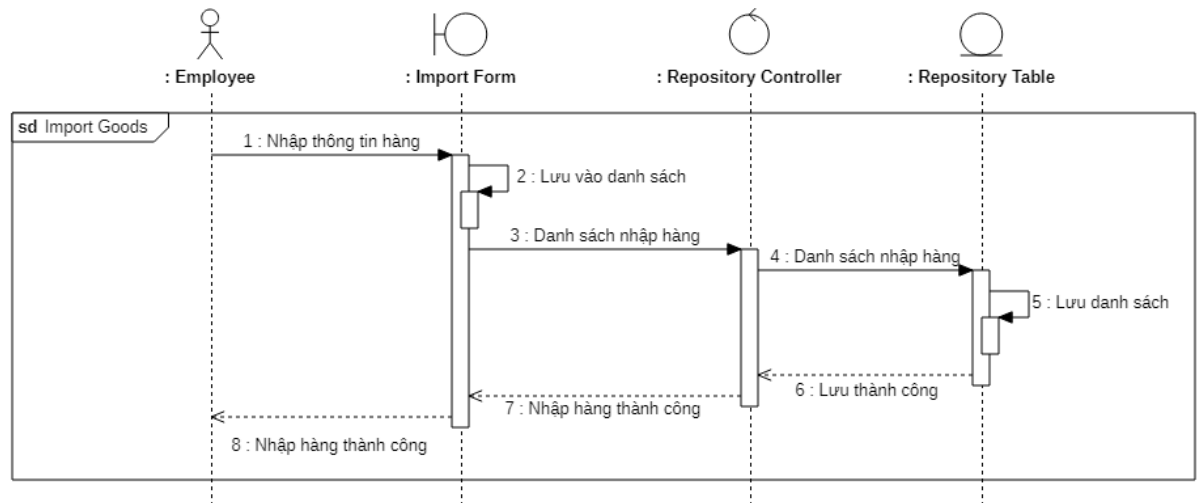 : Employee
: Import Form
: Repository Controller
: Repository Table
sd Import Goods
1 : Nhập thông tin hàng
2 : Lưu vào danh sách
3 : Danh sách nhập hàng
4 : Danh sách nhập hàng
5 : Lưu danh sách
6 : Lưu thành công
7 : Nhập hàng thành công
8 : Nhập hàng thành công